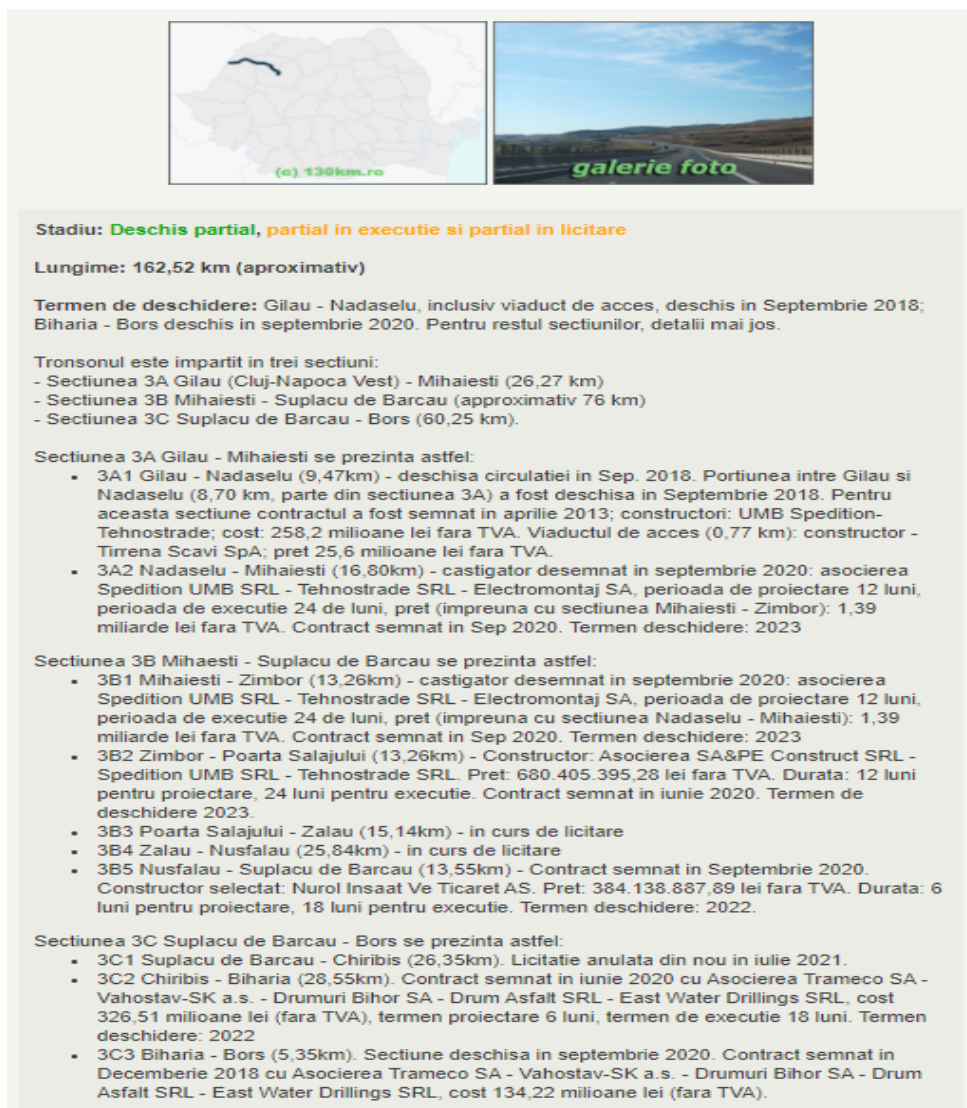 (c) 130km.ro
galerie foto
Stadiu: Deschis partial, partial in executie si partial in licitare
Lungime: 162,52 km (aproximativ)
Termen de deschidere: Gilau - Nadaselu, inclusiv viaduct de acces, deschis in Septembrie 2018;
Biharia - Bors deschis in septembrie 2020. Pentru restul sectiunilor, detalii mai jos.
Tronsonul este impartit in trei sectiuni:
- Sectiunea 3A Gilau (Cluj-Napoca Vest) - Mihaiesti (26,27 km)
- Sectiunea 3B Mihaiesti - Suplacu de Barcau (approximativ 76 km)
- Sectiunea 3C Suplacu de Barcau - Bors (60,25 km).
Sectiunea 3A Gilau - Mihaiesti se prezinta astfel:
• 3A1 Gilau - Nadaselu (9,47km) - deschisa circulatiei in Sep. 2018. Portiunea intre Gilau si
Nadaselu (8,70 km, parte din sectiunea 3A) a fost deschisa in Septembrie 2018. Pentru
aceasta sectiune contractul a fost semnat in aprilie 2013; constructori: UMB Spedition-
Tehnostrade; cost: 258,2 milioane lei fara TVA. Viaductul de acces (0,77 km): constructor -
Tirrena Scavi SpA; pret 25,6 milioane lei fara TVA.
• 3A2 Nadaselu - Mihaiesti (16,80km) - castigator desemnat in septembrie 2020: asocierea
Spedition UMB SRL - Tehnostrade SRL - Electromontaj SA, perioada de proiectare 12 luni,
perioada de executie 24 de luni, pret (impreuna cu sectiunea Mihaiesti - Zimbor): 1,39
miliarde lei fara TVA. Contract semnat in Sep 2020. Termen deschidere: 2023
Sectiunea 3B Mihaesti - Suplacu de Barcau se prezinta astfel:
• 3B1 Mihaiesti - Zimbor (13,26km) - castigator desemnat in septembrie 2020: asocierea
Spedition UMB SRL - Tehnostrade SRL - Electromontaj SA, perioada de proiectare 12 luni,
perioada de executie 24 de luni, pret (impreuna cu sectiunea Nadaselu - Mihaiesti): 1,39
miliarde lei fara TVA. Contract semnat in Sep 2020. Termen deschidere: 2023
• 3B2 Zimbor - Poarta Salajului (13,26km) - Constructor: Asocierea SA&PE Construct SRL -
Spedition UMB SRL - Tehnostrade SRL. Pret: 680.405.395,28 lei fara TVA. Durata: 12 luni
pentru proiectare, 24 luni pentru executie. Contract semnat in iunie 2020. Termen de
deschidere 2023.
• 3B3 Poarta Salajului - Zalau (15,14km) - in curs de licitare
• 3B4 Zalau - Nusfalau (25,84km) - in curs de licitare
• 3B5 Nusfalau - Suplacu de Barcau (13,55km) - Contract semnat in Septembrie 2020.
Constructor selectat: Nurol Insaat Ve Ticaret AS. Pret: 384.138.887,89 lei fara TVA. Durata: 6
luni pentru proiectare, 18 luni pentru executie. Termen deschidere: 2022.
Sectiunea 3C Suplacu de Barcau - Bors se prezinta astfel:
• 3C1 Suplacu de Barcau - Chiribis (26,35km). Licitatie anulata din nou in iulie 2021.
• 3C2 Chiribis - Biharia (28,55km). Contract semnat in iunie 2020 cu Asocierea Trameco SA -
Vahostav-SK a.s. - Drumuri Bihor SA - Drum Asfalt SRL - East Water Drillings SRL, cost
326,51 milioane lei (fara TVA), termen proiectare 6 luni, termen de executie 18 luni. Termen
deschidere: 2022
• 3C3 Biharia - Bors (5,35km). Sectiune deschisa in septembrie 2020. Contract semnat in
Decemberie 2018 cu Asocierea Trameco SA - Vahostav-SK a.s. - Drumuri Bihor SA - Drum
Asfalt SRL - East Water Drillings SRL, cost 134,22 milioane lei (fara TVA).